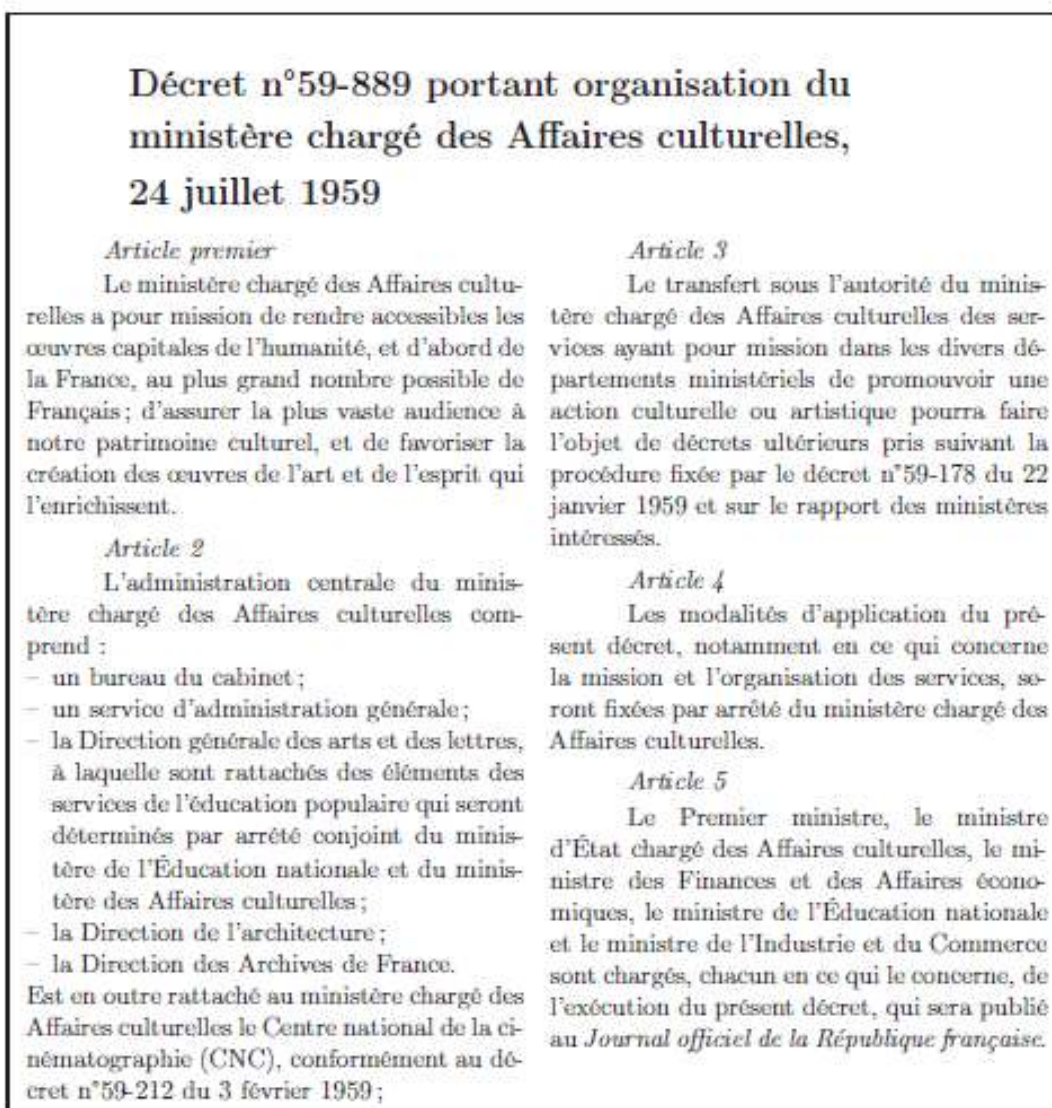 Décret n°59-889 portant organisation du
ministère chargé des Affaires culturelles,
24 juillet 1959
Article premier
Le ministère chargé des Affaires cultu-
relles a pour mission de rendre accessibles les
œuvres capitales de l'humanité, et d'abord de
la France, au plus grand nombre possible de
Français ; d'assurer la plus vaste audience à
notre patrimoine culturel, et de favoriser la
création des œuvres de l'art et de l'esprit qui
l'enrichissent.
Article 2
L'administration centrale du minis-
tère chargé des Affaires culturelles com-
prend :
– un bureau du cabinet ;
– un service d'administration générale ;
– la Direction générale des arts et des lettres,
à laquelle sont rattachés des éléments des
services de l'éducation populaire qui seront
déterminés par arrêté conjoint du minis-
tère de l'Éducation nationale et du minis-
tère des Affaires culturelles ;
– la Direction de l'architecture ;
– la Direction des Archives de France.
Est en outre rattaché au ministère chargé des
Affaires culturelles le Centre national de la ci-
nématographie (CNC), conformément au dé-
cret n°59-212 du 3 février 1959 ;
Article 3
Le transfert sous l'autorité du minis-
tère chargé des Affaires culturelles des ser-
vices ayant pour mission dans les divers dé-
partements ministériels de promouvoir une
action culturelle ou artistique pourra faire
l'objet de décrets ultérieurs pris suivant la
procédure fixée par le décret n°59-178 du 22
janvier 1959 et sur le rapport des ministères
intéressés.
Article 4
Les modalités d'application du pré-
sent décret, notamment en ce qui concerne
la mission et l'organisation des services, se-
ront fixées par arrêté du ministère chargé des
Affaires culturelles.
Article 5
Le Premier ministre, le ministre
d'État chargé des Affaires culturelles, le mi-
nistre des Finances et des Affaires écono-
miques, le ministre de l'Éducation nationale
et le ministre de l'Industrie et du Commerce
sont chargés, chacun en ce qui le concerne, de
l'exécution du présent décret, qui sera publié
au Journal officiel de la République française.